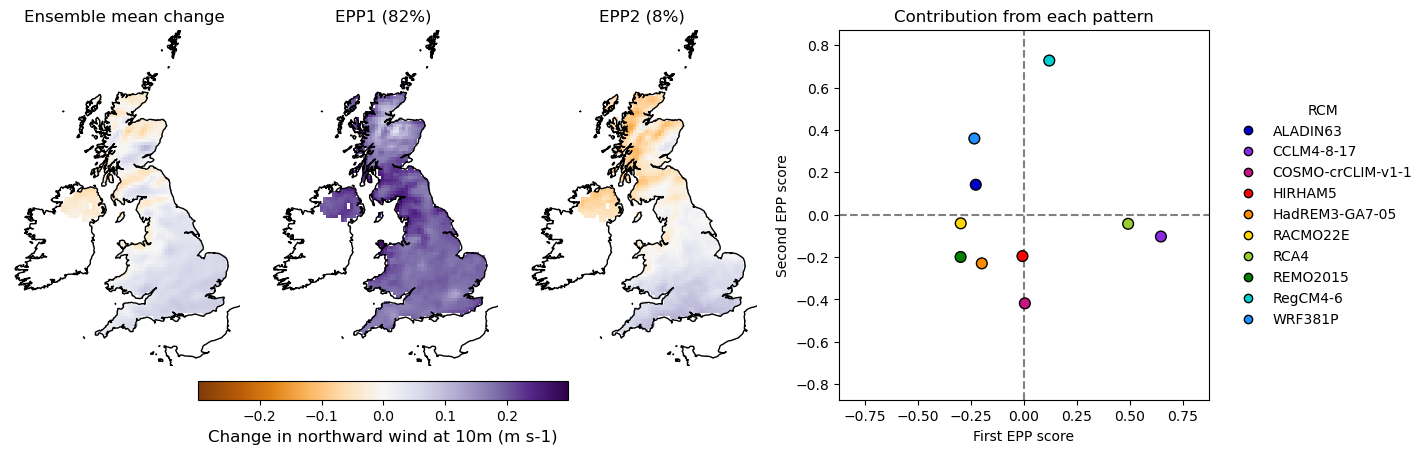 Ensemble mean change
EPP1 (82%)
EPP2 (8%)
−0.2
−0.1
0.0
0.1
0.2
Change in northward wind at 10m (m s-1)
Contribution from each pattern
Second EPP score
0.8
0.6
0.4
0.2
0.0
−0.2
−0.4
−0.6
−0.8
−0.75
−0.50
−0.25
0.00
0.25
0.50
0.75
First EPP score
RCM
ALADIN63
CCLM4-8-17
COSMO-crCLIM-v1-1
HIRHAM5
HadREM3-GA7-05
RACMO22E
RCA4
REMO2015
RegCM4-6
WRF381P